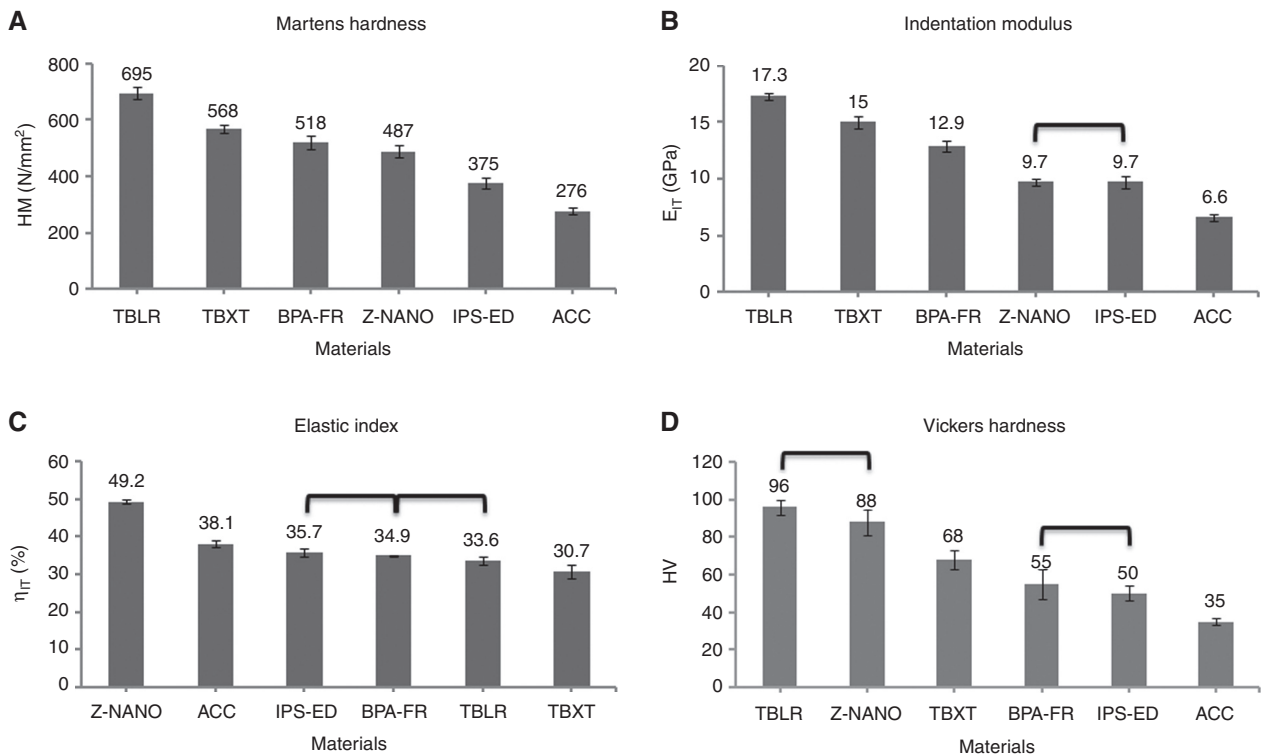 A
Martens hardness
HM (N/mm²)
800
600
400
200
0
695
568
518
487
375
276
TBLR TBXT BPA-FR Z-NANO IPS-ED ACC
Materials
B
Indentation modulus
E_IT (GPa)
20
15
10
5
0
17.3
15
12.9
9.7
9.7
6.6
TBLR TBXT BPA-FR Z-NANO IPS-ED ACC
Materials
C
Elastic index
η_IT (%)
60
50
40
30
20
10
0
49.2
38.1
35.7
34.9
33.6
30.7
Z-NANO ACC IPS-ED BPA-FR TBLR TBXT
Materials
D
Vickers hardness
HV
120
100
80
60
40
20
0
96
88
68
55
50
35
TBLR Z-NANO TBXT BPA-FR IPS-ED ACC
Materials